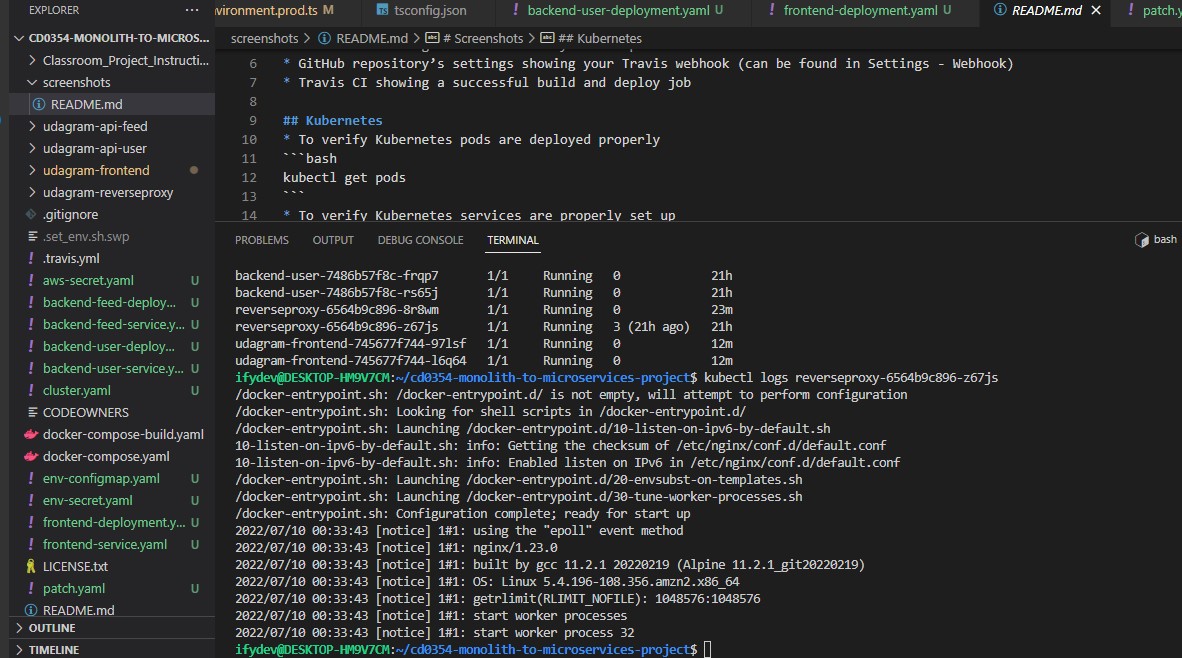 EXPLORER ...
vironment.prod.ts M
tsconfig.json
! backend-user-deployment.yaml U
! frontend-deployment.yaml U
README.md ×
! patch.y
CD0354-MONOLITH-TO-MICROS...
Classroom_Project_Instructi...
screenshots
README.md
udagram-api-feed
udagram-api-user
udagram-frontend
udagram-reverseproxy
.gitignore
.set_env.sh.swp
! .travis.yml
! aws-secret.yaml U
! backend-feed-deploy... U
! backend-feed-service.y... U
! backend-user-deploy... U
! backend-user-service.y... U
! cluster.yaml U
CODEOWNERS
docker-compose-build.yaml
docker-compose.yaml
! env-configmap.yaml U
! env-secret.yaml U
! frontend-deployment.y... U
! frontend-service.yaml U
LICENSE.txt
! patch.yaml U
README.md
OUTLINE
TIMELINE
screenshots > README.md > # Screenshots > ## Kubernetes
6 * GitHub repository’s settings showing your Travis webhook (can be found in Settings - Webhook)
7 * Travis CI showing a successful build and deploy job
8
9 ## Kubernetes
10 * To verify Kubernetes pods are deployed properly
11 ```bash
12 kubectl get pods
13 ```
14 * To verify Kubernetes services are properly set up
PROBLEMS OUTPUT DEBUG CONSOLE TERMINAL bash
backend-user-7486b57f8c-frqp7 1/1 Running 0 21h
backend-user-7486b57f8c-rs65j 1/1 Running 0 21h
reverseproxy-6564b9c896-8r8wm 1/1 Running 0 23m
reverseproxy-6564b9c896-z67js 1/1 Running 3 (21h ago) 21h
udagram-frontend-745677f744-97lsf 1/1 Running 0 12m
udagram-frontend-745677f744-l6q64 1/1 Running 0 12m
ifydev@DESKTOP-HM9V7CM:~/cd0354-monolith-to-microservices-project$ kubectl logs reverseproxy-6564b9c896-z67js
/docker-entrypoint.sh: /docker-entrypoint.d/ is not empty, will attempt to perform configuration
/docker-entrypoint.sh: Looking for shell scripts in /docker-entrypoint.d/
/docker-entrypoint.sh: Launching /docker-entrypoint.d/10-listen-on-ipv6-by-default.sh
10-listen-on-ipv6-by-default.sh: info: Getting the checksum of /etc/nginx/conf.d/default.conf
10-listen-on-ipv6-by-default.sh: info: Enabled listen on IPv6 in /etc/nginx/conf.d/default.conf
/docker-entrypoint.sh: Launching /docker-entrypoint.d/20-envsubst-on-templates.sh
/docker-entrypoint.sh: Launching /docker-entrypoint.d/30-tune-worker-processes.sh
/docker-entrypoint.sh: Configuration complete; ready for start up
2022/07/10 00:33:43 [notice] 1#1: using the "epoll" event method
2022/07/10 00:33:43 [notice] 1#1: nginx/1.23.0
2022/07/10 00:33:43 [notice] 1#1: built by gcc 11.2.1 20220219 (Alpine 11.2.1_git20220219)
2022/07/10 00:33:43 [notice] 1#1: OS: Linux 5.4.196-108.356.amzn2.x86_64
2022/07/10 00:33:43 [notice] 1#1: getrlimit(RLIMIT_NOFILE): 1048576:1048576
2022/07/10 00:33:43 [notice] 1#1: start worker processes
2022/07/10 00:33:43 [notice] 1#1: start worker process 32
ifydev@DESKTOP-HM9V7CM:~/cd0354-monolith-to-microservices-project$